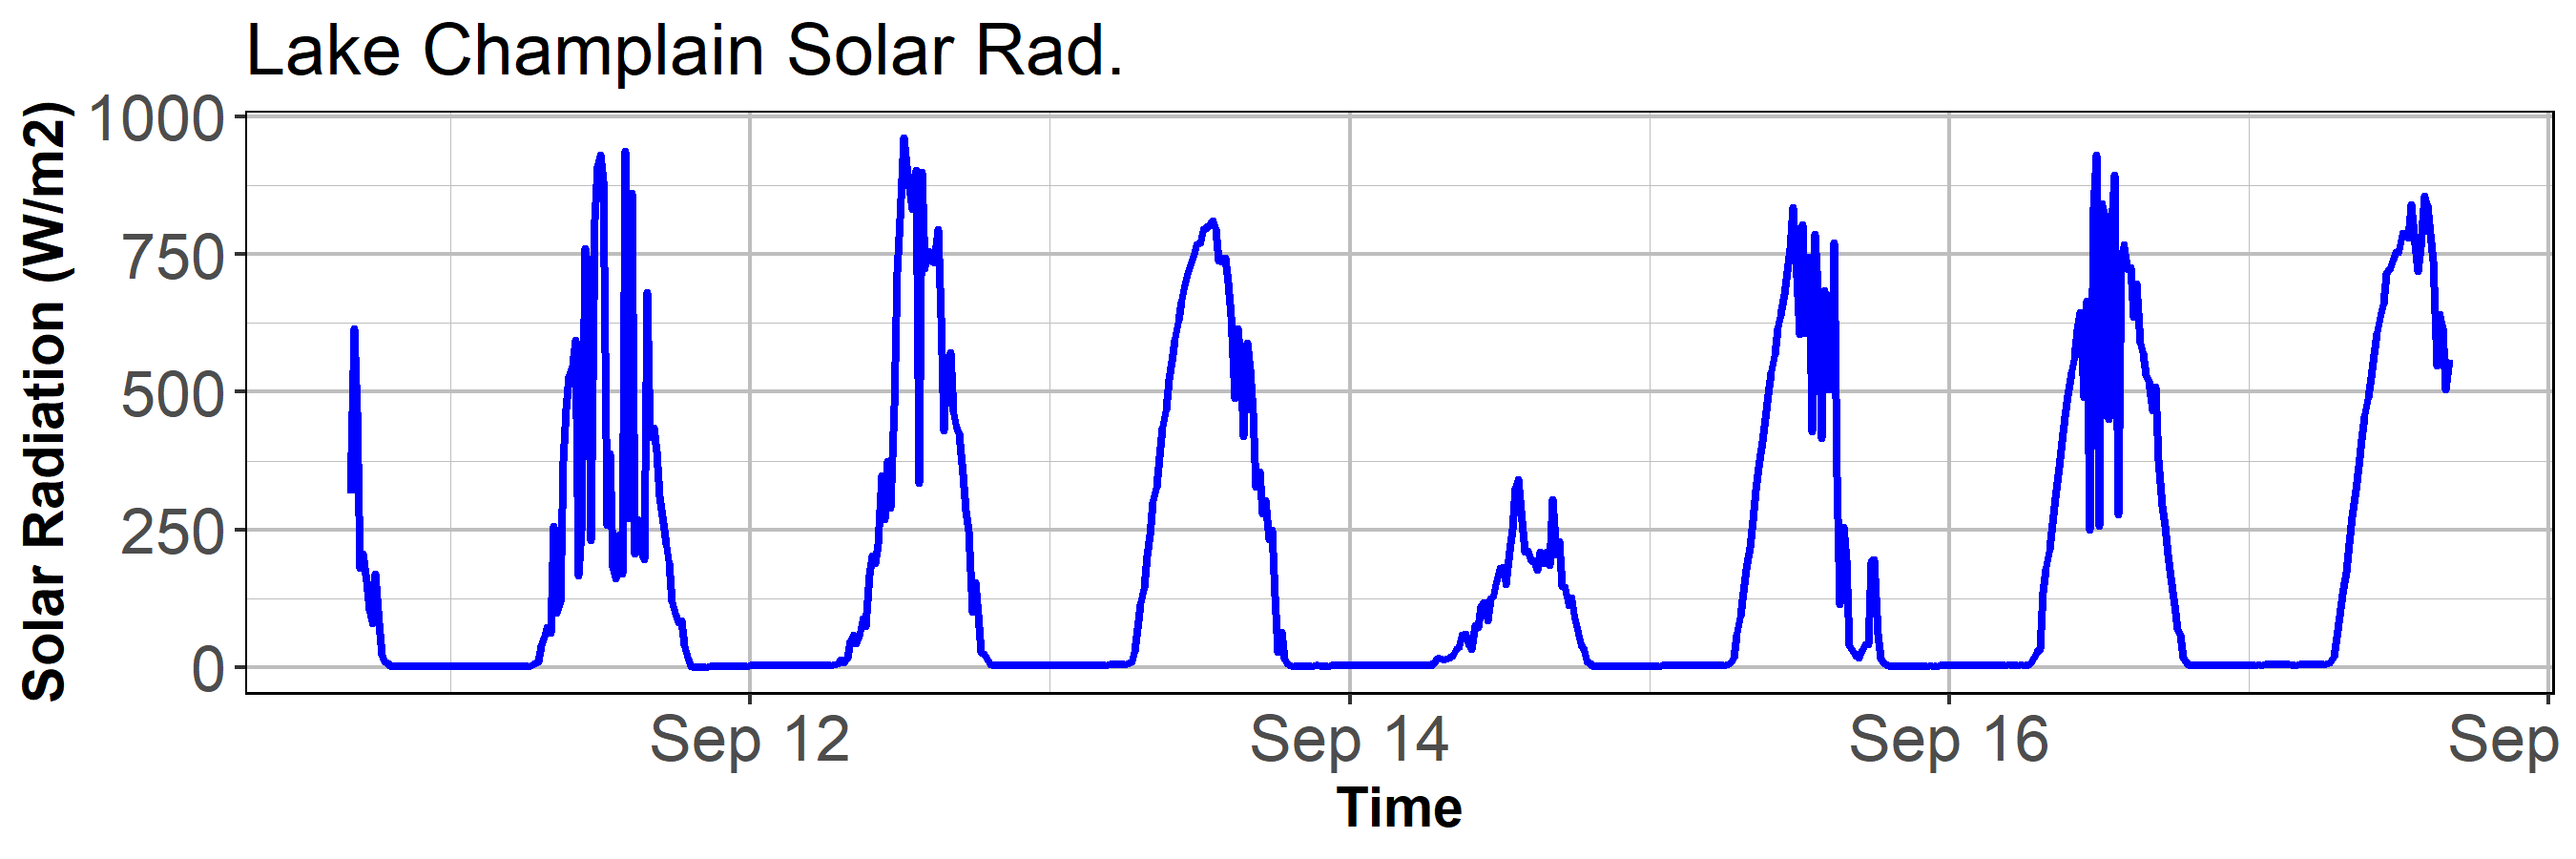 Lake Champlain Solar Rad.
Solar Radiation (W/m2)
1000
750
500
250
0
Sep 12
Sep 14
Sep 16
Sep
Time